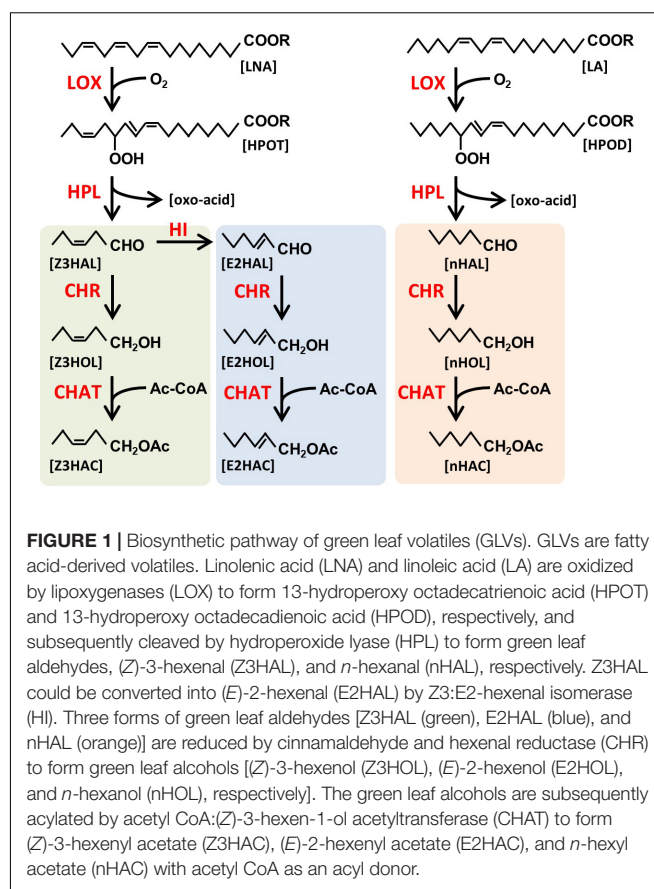 COOR
[LNA]
LOX
O2
COOR
[HPOT]
OOH
HPL
[oxo-acid]
COOR
[LA]
LOX
O2
COOR
[HPOD]
OOH
HPL
[oxo-acid]
CHO
[Z3HAL]
HI
CHO
[E2HAL]
CHO
[nHAL]
CHR
CHR
CHR
CH2OH
[Z3HOL]
CH2OH
[E2HOL]
CH2OH
[nHOL]
CHAT
Ac-CoA
CHAT
Ac-CoA
CHAT
Ac-CoA
CH2OAc
[Z3HAC]
CH2OAc
[E2HAC]
CH2OAc
[nHAC]
FIGURE 1 | Biosynthetic pathway of green leaf volatiles (GLVs). GLVs are fatty
acid-derived volatiles. Linolenic acid (LNA) and linoleic acid (LA) are oxidized
by lipoxygenases (LOX) to form 13-hydroperoxy octadecatrienoic acid (HPOT)
and 13-hydroperoxy octadecadienoic acid (HPOD), respectively, and
subsequently cleaved by hydroperoxide lyase (HPL) to form green leaf
aldehydes, (Z)-3-hexenal (Z3HAL), and n-hexanal (nHAL), respectively. Z3HAL
could be converted into (E)-2-hexenal (E2HAL) by Z3:E2-hexenal isomerase
(HI). Three forms of green leaf aldehydes [Z3HAL (green), E2HAL (blue), and
nHAL (orange)] are reduced by cinnamaldehyde and hexenal reductase (CHR)
to form green leaf alcohols [(Z)-3-hexenol (Z3HOL), (E)-2-hexenol (E2HOL),
and n-hexanol (nHOL), respectively]. The green leaf alcohols are subsequently
acylated by acetyl CoA:(Z)-3-hexen-1-ol acetyltransferase (CHAT) to form
(Z)-3-hexenyl acetate (Z3HAC), (E)-2-hexenyl acetate (E2HAC), and n-hexyl
acetate (nHAC) with acetyl CoA as an acyl donor.